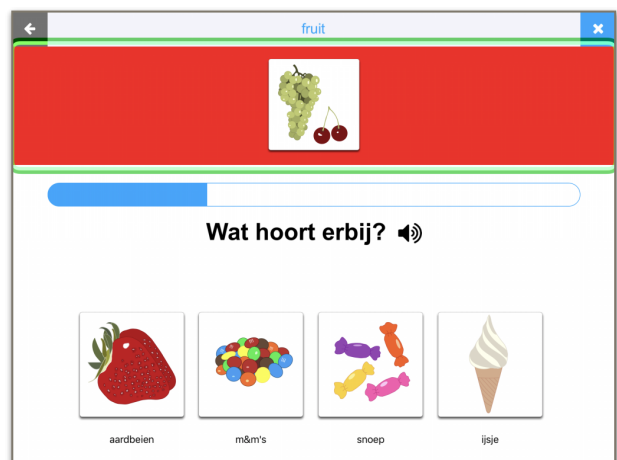 fruit
Wat hoort erbij?
aardbeien
m&m's
snoep
ijsje